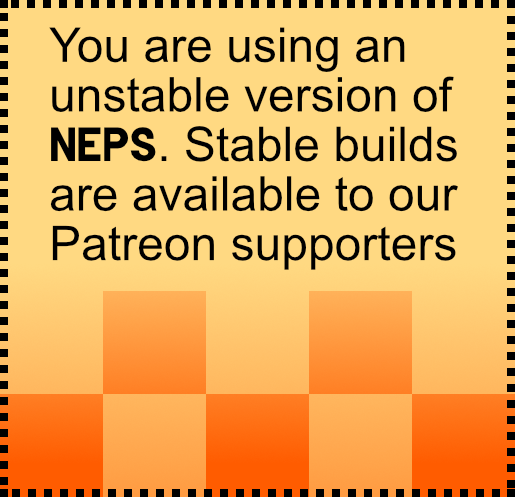 You are using an
unstable version of
NEPS. Stable builds
are available to our
Patreon supporters